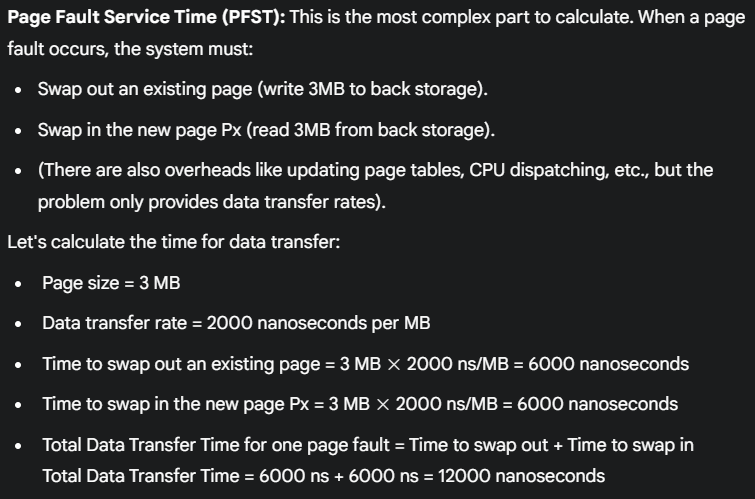 Page Fault Service Time (PFST): This is the most complex part to calculate. When a page
fault occurs, the system must:
• Swap out an existing page (write 3MB to back storage).
• Swap in the new page Px (read 3MB from back storage).
• (There are also overheads like updating page tables, CPU dispatching, etc., but the
problem only provides data transfer rates).
Let's calculate the time for data transfer:
• Page size = 3 MB
• Data transfer rate = 2000 nanoseconds per MB
• Time to swap out an existing page = 3 MB × 2000 ns/MB = 6000 nanoseconds
• Time to swap in the new page Px = 3 MB × 2000 ns/MB = 6000 nanoseconds
• Total Data Transfer Time for one page fault = Time to swap out + Time to swap in
Total Data Transfer Time = 6000 ns + 6000 ns = 12000 nanoseconds